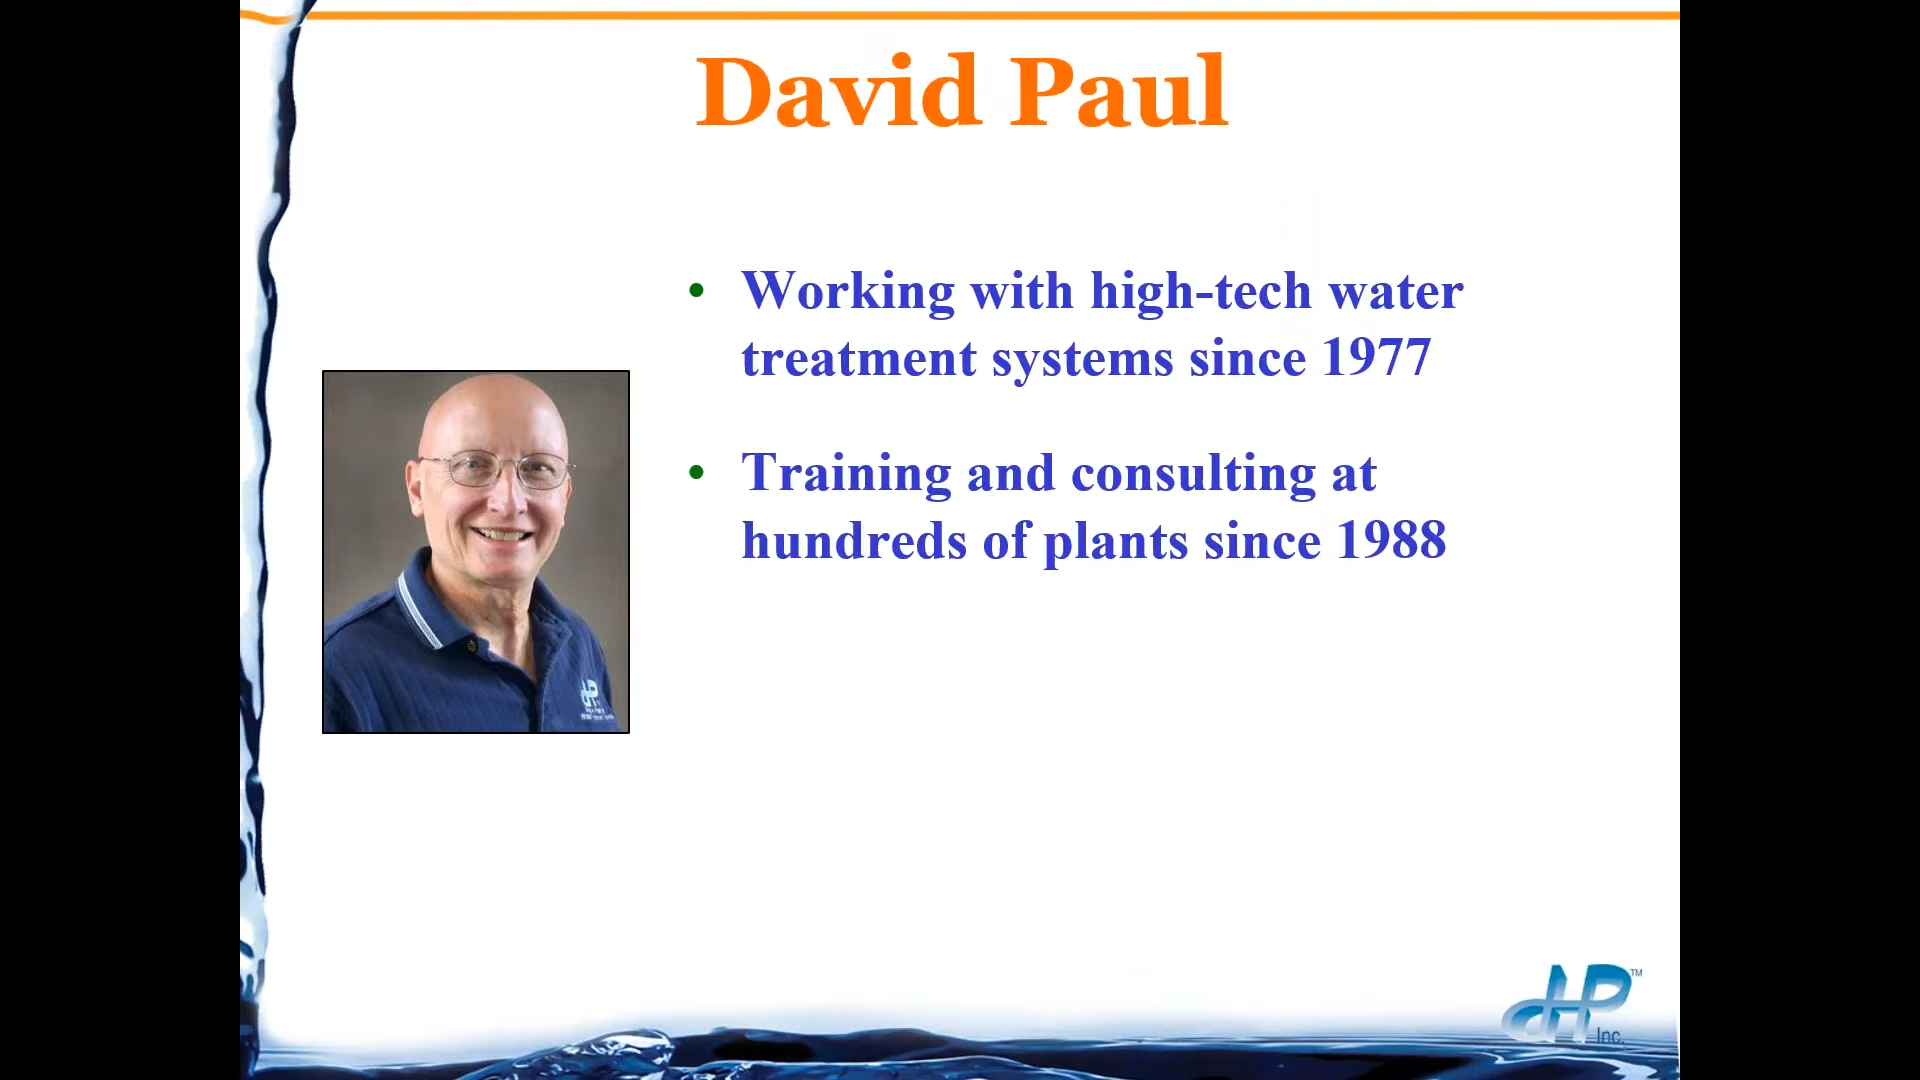 David Paul
• Working with high-tech water
treatment systems since 1977
• Training and consulting at
hundreds of plants since 1988
dHP™
Inc.